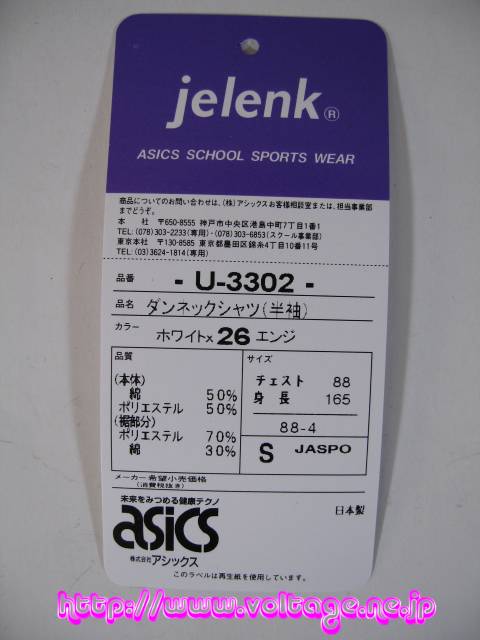 jelenk®
ASICS SCHOOL SPORTS WEAR
商品についてのお問い合わせは、(株)アシックスお客様相談室または、担当事業部
までどうぞ。
本 社 〒650-8555 神戸市中央区港島中町7丁目1番1
TEL:(078)303-2233(専用)・(078)303-6853(スクール事業部)
東京本社 〒130-8585 東京都墨田区錦糸4丁目10番11号
TEL:(03)3624-1814(専用)
品番 - U-3302 -
品名 ダンネックシャツ(半袖)
カラー ホワイトx26エンジ
品質
(本体)
綿 50%
ポリエステル 50%
(裾部分)
ポリエステル 70%
綿 30%
サイズ
チェスト 88
身長 165
88-4
S JASPO
メーカー希望小売価格
(消費税抜き)
未来をみつめる健康テクノ
asics
株式会社アシックス
日本製
このラベルは再生紙を使用しています。
http://www.voltage.ne.jp